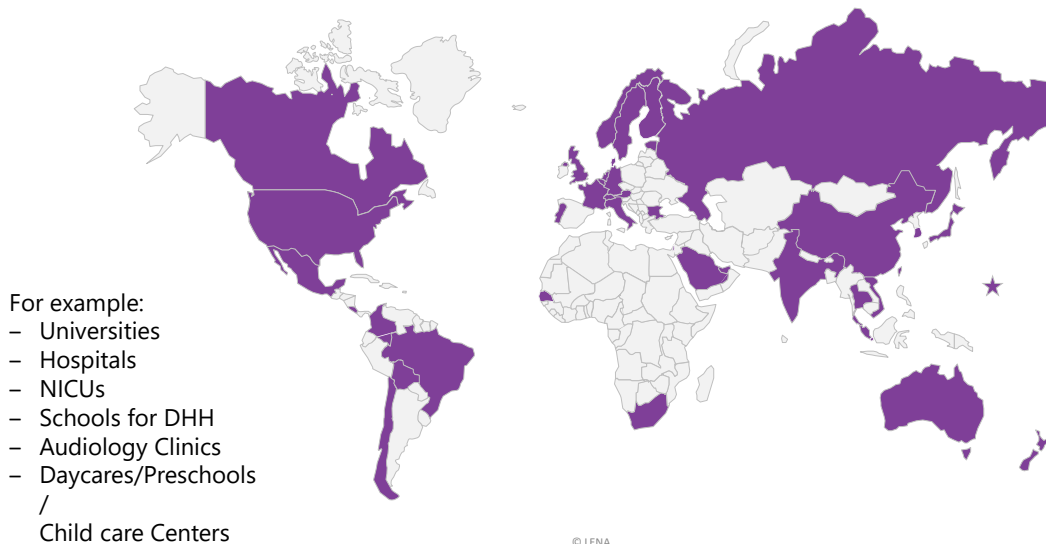 For example:
– Universities
– Hospitals
– NICUs
– Schools for DHH
– Audiology Clinics
– Daycares/Preschools
/
Child care Centers
© LENA